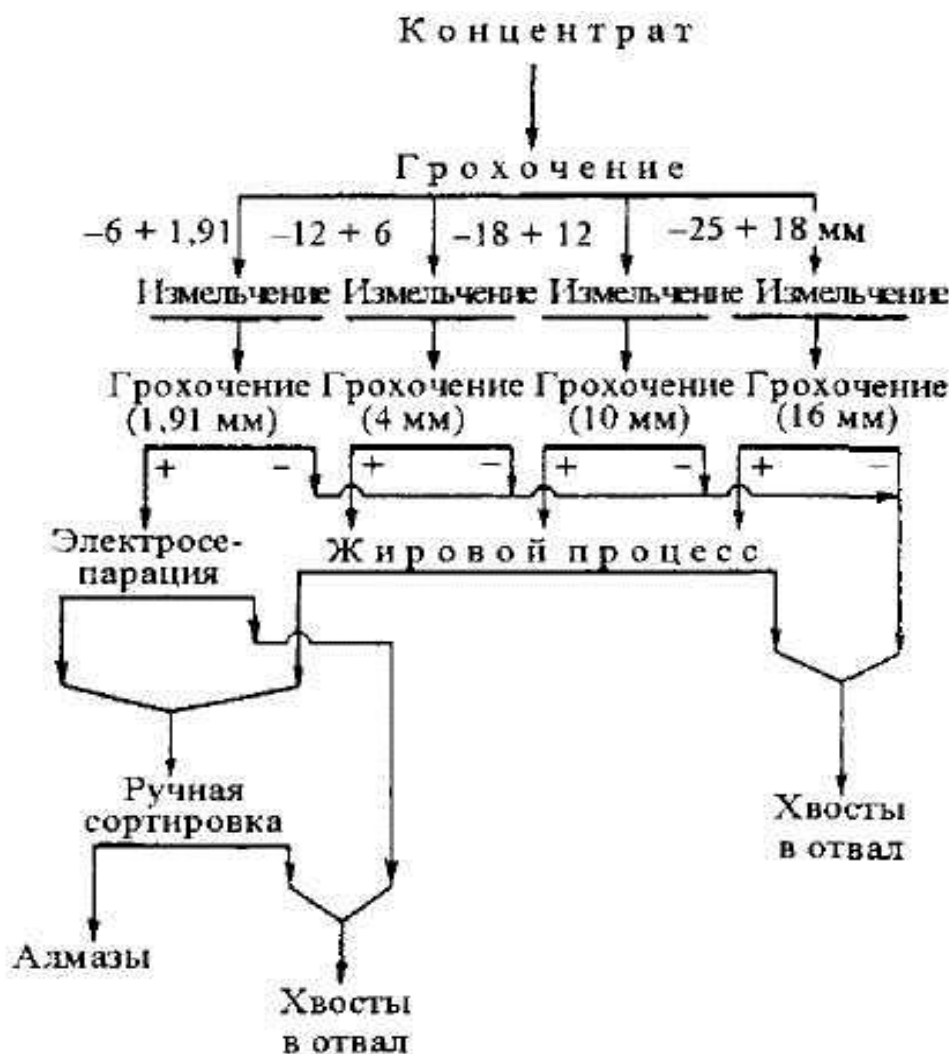 Концентрат
Грохочение
–6 + 1,91 –12 + 6 –18 + 12 –25 + 18 мм
Измельчение Измельчение Измельчение Измельчение
Грохочение Грохочение Грохочение Грохочение
(1,91 мм) (4 мм) (10 мм) (16 мм)
+ – + – + – + –
Электросе-
парация
Жировой процесс
Ручная
сортировка
Хвосты
в отвал
Алмазы
Хвосты
в отвал